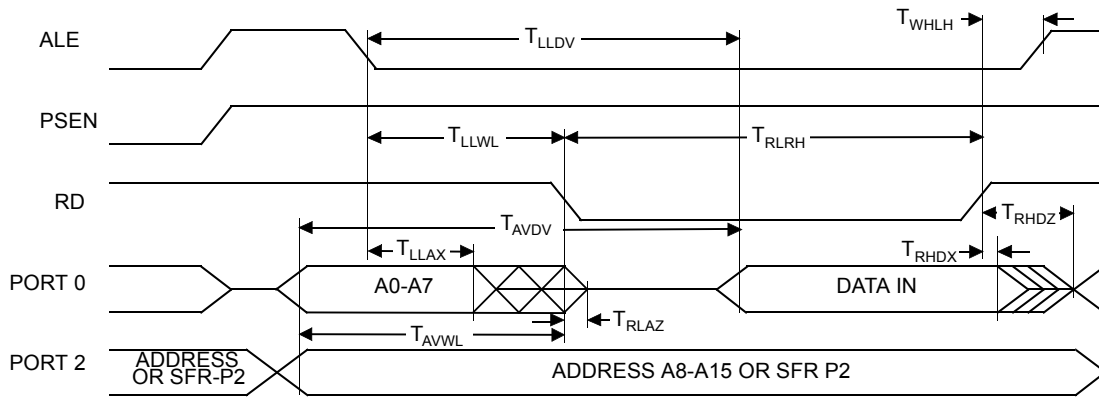 T_WHLH
ALE
T_LLDV
PSEN
T_LLWL
T_RLRH
RD
T_AVDV
T_RHDZ
T_LLAX
T_RHDX
PORT 0
A0-A7
DATA IN
T_RLAZ
T_AVWL
PORT 2
ADDRESS
OR SFR-P2
ADDRESS A8-A15 OR SFR P2